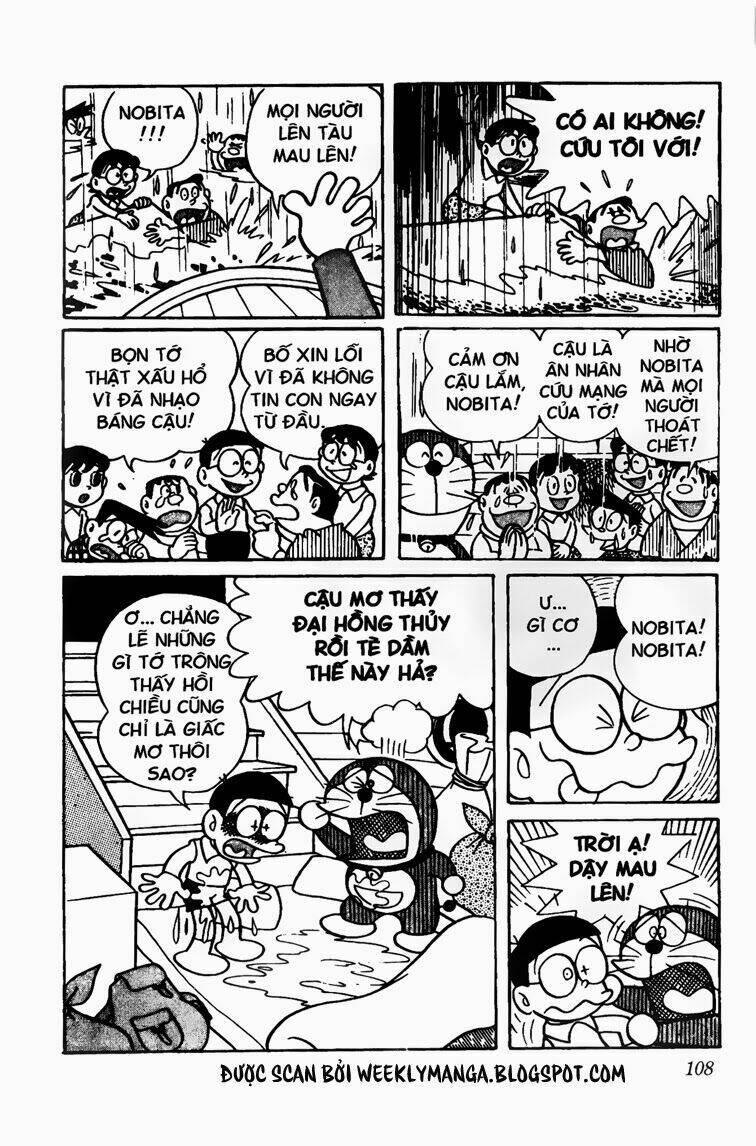 CÓ AI KHÔNG!
CỨU TÔI VỚI!
MỌI NGƯỜI
LÊN TÀU
MAU LÊN!
NOBITA
!!!
NHỜ
NOBITA
MÀ MỌI
NGƯỜI
THOÁT
CHẾT!
CẬU LÀ
ÂN NHÂN
CỨU MẠNG
CỦA TỚ!
CẢM ƠN
CẬU LẮM,
NOBITA!
BỐ XIN LỖI
VÌ ĐÃ KHÔNG
TIN CON NGAY
TỪ ĐẦU.
BỌN TỚ
THẬT XẤU HỔ
VÌ ĐÃ NHẠO
BÁNG CẬU!
NOBITA!
NOBITA!
Ư...
GÌ CƠ
...
TRỜI Ạ!
DẬY MAU
LÊN!
CẬU MƠ THẤY
ĐẠI HỒNG THỦY
RỒI TÈ DẦM
THẾ NÀY HẢ?
Ơ... CHẲNG
LẼ NHỮNG
GÌ TỚ TRÔNG
THẤY HỒI
CHIỀU CŨNG
CHỈ LÀ GIẤC
MƠ THÔI
SAO?
108
ĐƯỢC SCAN BỞI WEEKLYMANGA.BLOGSPOT.COM